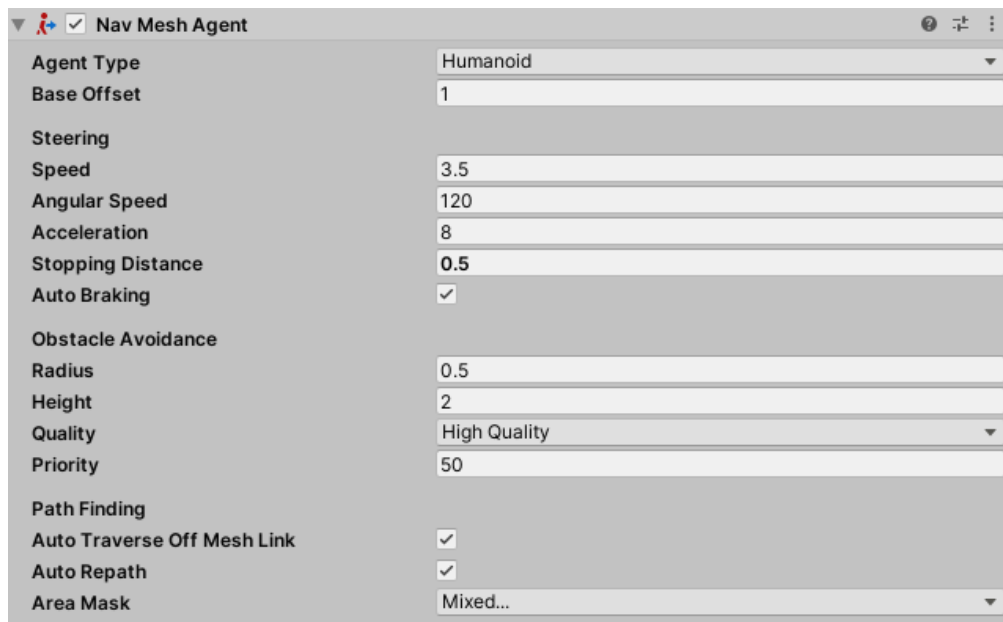 Nav Mesh Agent
Agent Type Humanoid
Base Offset 1
Steering
Speed 3.5
Angular Speed 120
Acceleration 8
Stopping Distance 0.5
Auto Braking
Obstacle Avoidance
Radius 0.5
Height 2
Quality High Quality
Priority 50
Path Finding
Auto Traverse Off Mesh Link
Auto Repath
Area Mask Mixed...